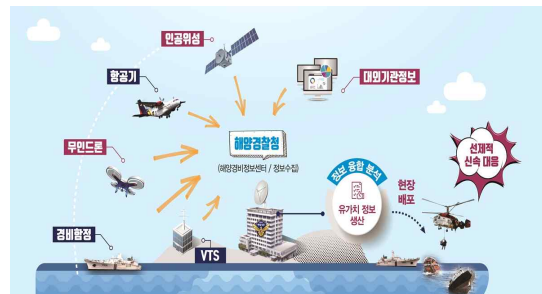 인공위성
항공기
대외기관정보
해양경찰청
(해양경비정보센터 / 정보수집)
무인드론
선제적
신속 대응
정보 융합 분석
유가치 정보
생산
현장
배포
경비함정
VTS